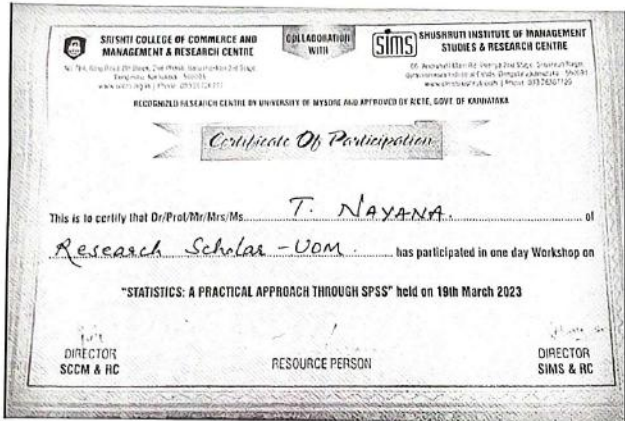 SRISHTI COLLEGE OF COMMERCE AND
MANAGEMENT & RESEARCH CENTRE
COLLABORATION
WITH
SIMS
SHUSHRUTI INSTITUTE OF MANAGEMENT
STUDIES & RESEARCH CENTRE
RECOGNIZED RESEARCH CENTRE BY UNIVERSITY OF MYSORE AND APPROVED BY AICTE, GOVT. OF KARNATAKA
Certificate Of Participation
This is to certify that Dr/Prof/Mr/Mrs/Ms T. NAYANA. of
Research Scholar - UOM. has participated in one day Workshop on
"STATISTICS: A PRACTICAL APPROACH THROUGH SPSS" held on 19th March 2023
DIRECTOR
SCCM & RC
RESOURCE PERSON
DIRECTOR
SIMS & RC